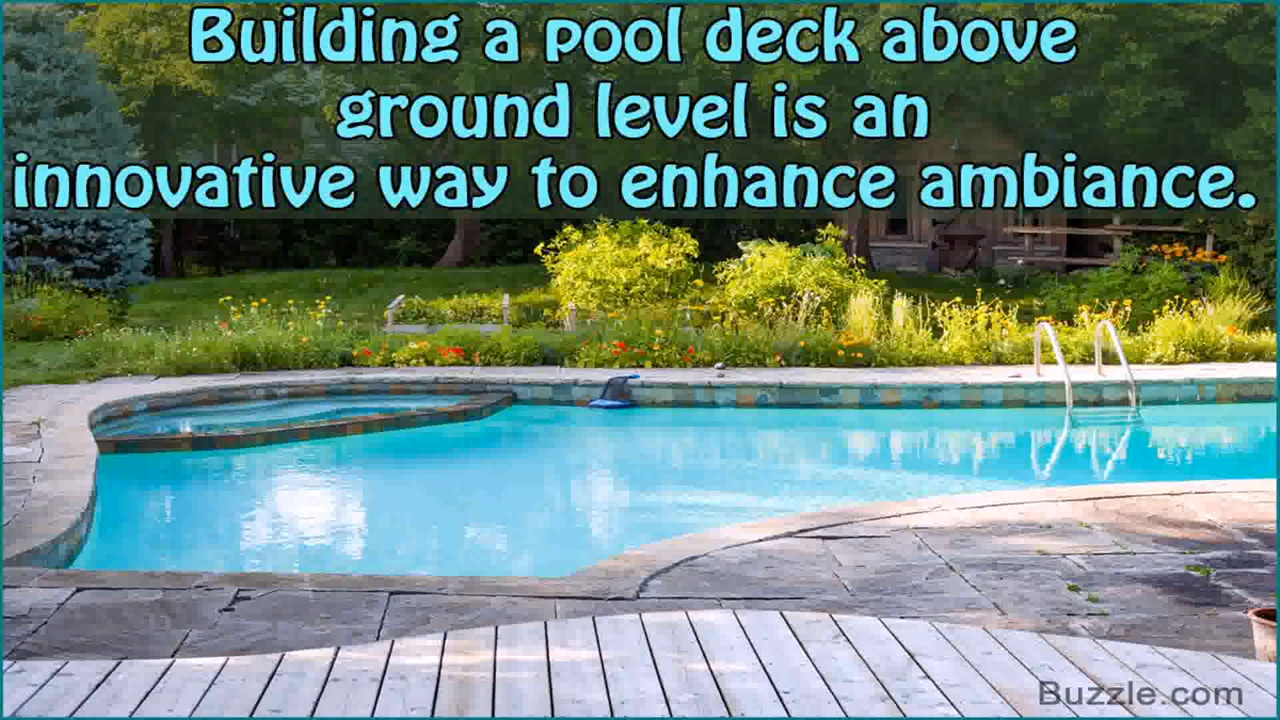 Building a pool deck above
ground level is an
innovative way to enhance ambiance.
Buzzle.com